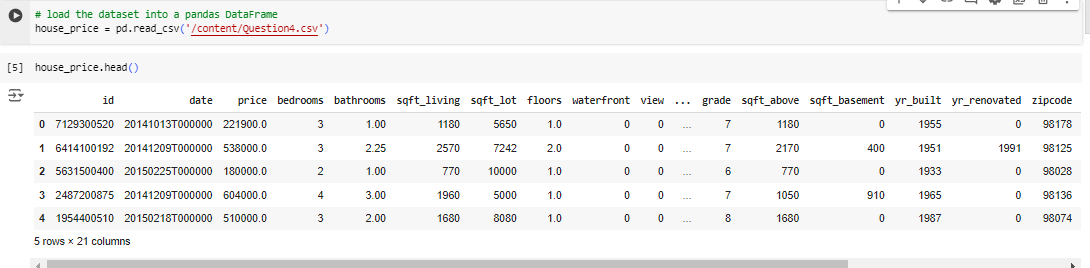 # load the dataset into a pandas DataFrame
house_price = pd.read_csv('/content/Question4.csv')
[5] house_price.head()
id date price bedrooms bathrooms sqft_living sqft_lot floors waterfront view ... grade sqft_above sqft_basement yr_built yr_renovated zipcode
0 7129300520 20141013T000000 221900.0 3 1.00 1180 5650 1.0 0 0 ... 7 1180 0 1955 0 98178
1 6414100192 20141209T000000 538000.0 3 2.25 2570 7242 2.0 0 0 ... 7 2170 400 1951 1991 98125
2 5631500400 20150225T000000 180000.0 2 1.00 770 10000 1.0 0 0 ... 6 770 0 1933 0 98028
3 2487200875 20141209T000000 604000.0 4 3.00 1960 5000 1.0 0 0 ... 7 1050 910 1965 0 98136
4 1954400510 20150218T000000 510000.0 3 2.00 1680 8080 1.0 0 0 ... 8 1680 0 1987 0 98074
5 rows × 21 columns